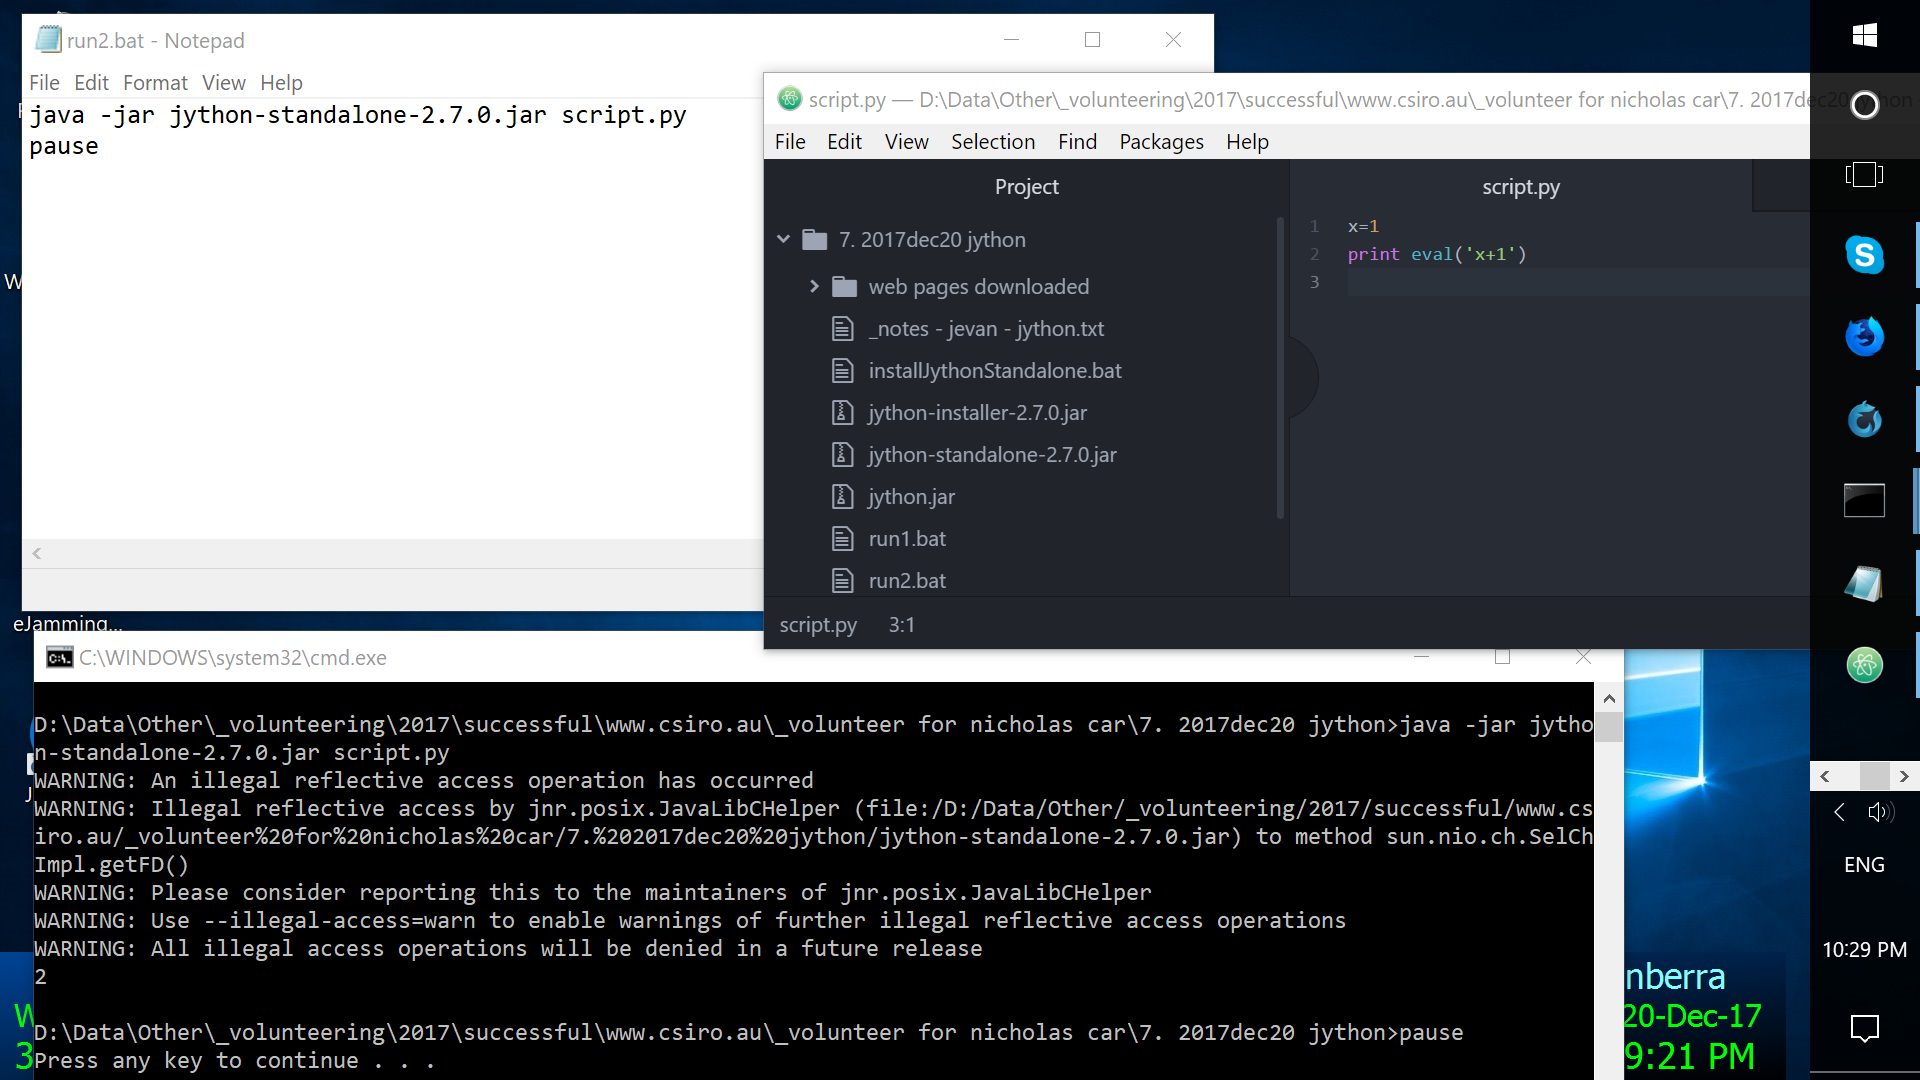 run2.bat - Notepad
File Edit Format View Help
java -jar jython-standalone-2.7.0.jar script.py
pause
script.py — D:\Data\Other\_volunteering\2017\successful\www.csiro.au\_volunteer for nicholas car\7. 2017dec20 jython
File Edit View Selection Find Packages Help
Project
7. 2017dec20 jython
web pages downloaded
_notes - jevan - jython.txt
installJythonStandalone.bat
jython-installer-2.7.0.jar
jython-standalone-2.7.0.jar
jython.jar
run1.bat
run2.bat
script.py
1 x=1
2 print eval('x+1')
3
script.py 3:1
eJamming...
C:\WINDOWS\system32\cmd.exe
D:\Data\Other\_volunteering\2017\successful\www.csiro.au\_volunteer for nicholas car\7. 2017dec20 jython>java -jar jytho
n-standalone-2.7.0.jar script.py
WARNING: An illegal reflective access operation has occurred
WARNING: Illegal reflective access by jnr.posix.JavaLibCHelper (file:/D:/Data/Other/_volunteering/2017/successful/www.cs
iro.au/_volunteer%20for%20nicholas%20car/7.%202017dec20%20jython/jython-standalone-2.7.0.jar) to method sun.nio.ch.SelCh
Impl.getFD()
WARNING: Please consider reporting this to the maintainers of jnr.posix.JavaLibCHelper
WARNING: Use --illegal-access=warn to enable warnings of further illegal reflective access operations
WARNING: All illegal access operations will be denied in a future release
2
D:\Data\Other\_volunteering\2017\successful\www.csiro.au\_volunteer for nicholas car\7. 2017dec20 jython>pause
Press any key to continue . . .
ENG
10:29 PM
nberra
20-Dec-17
9:21 PM
W
3